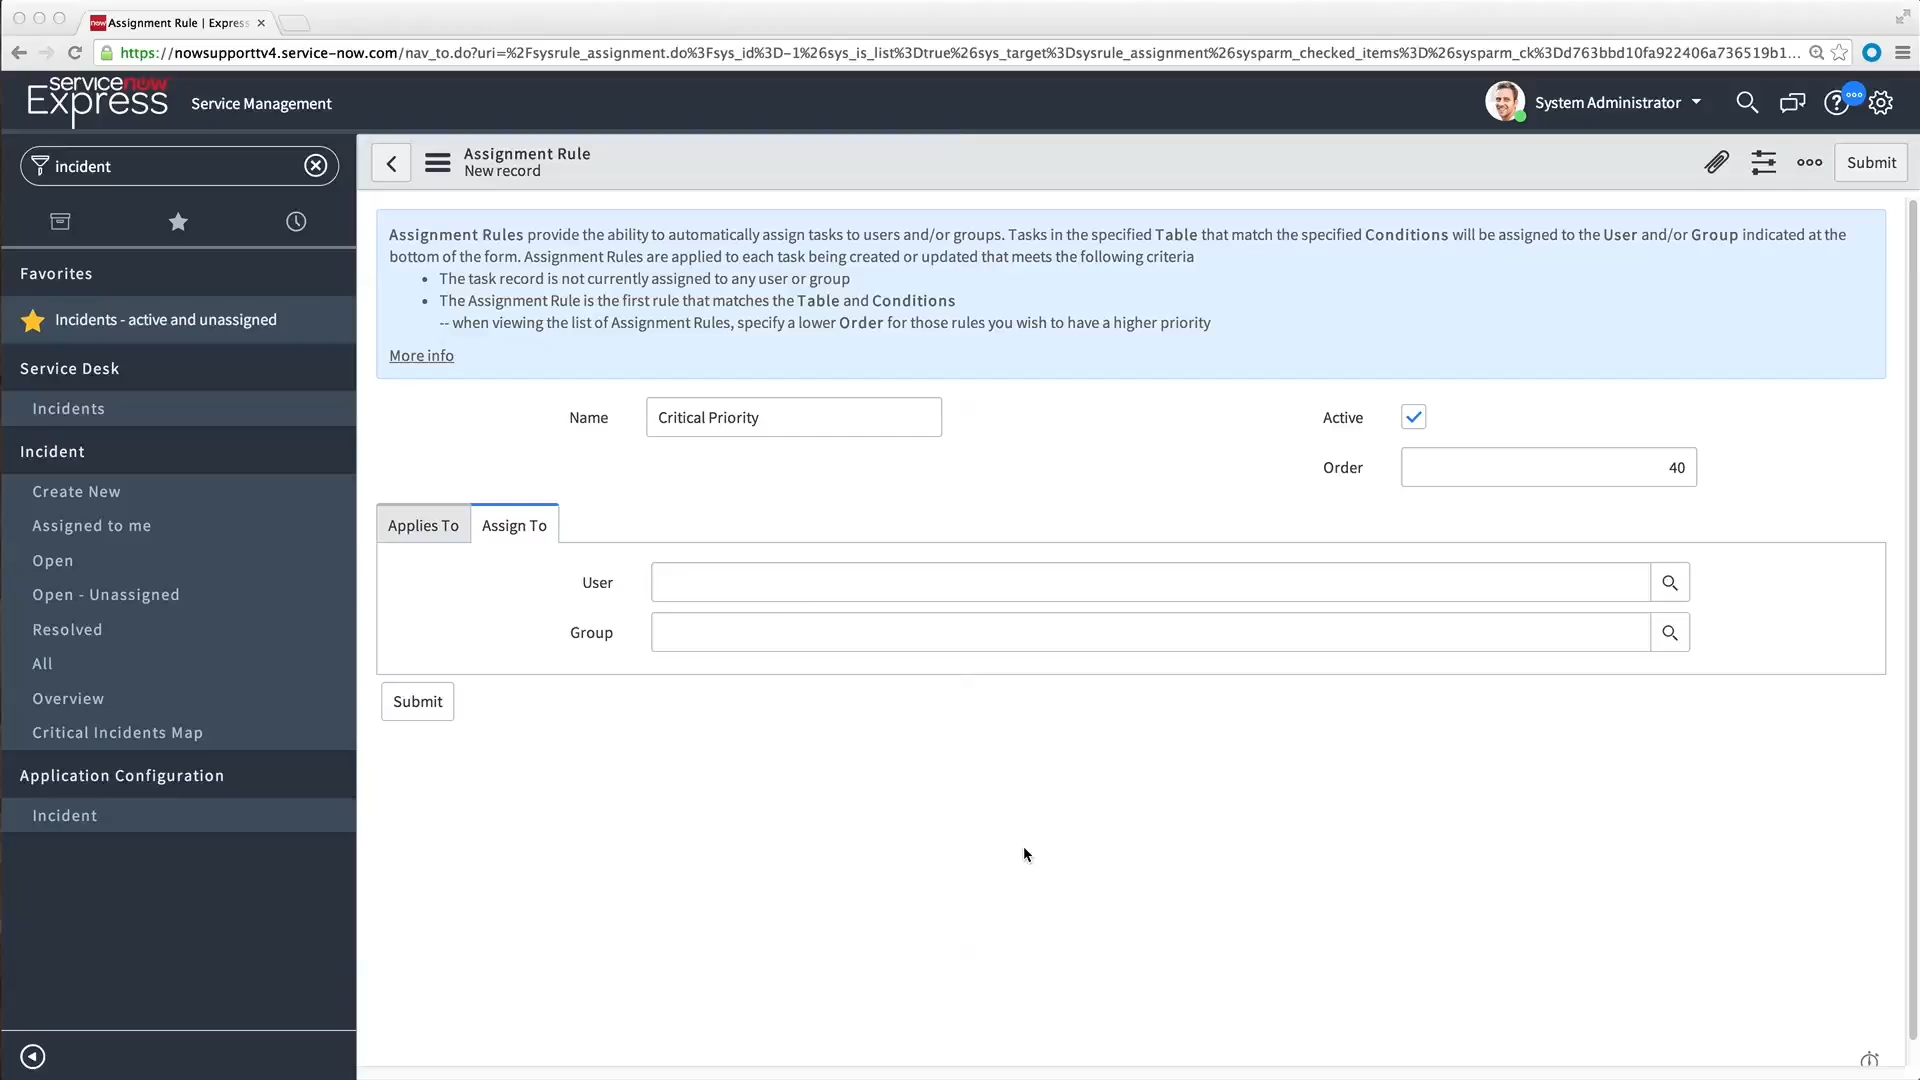 Assignment Rule | Express
https://nowsupporttv4.service-now.com/nav_to.do?uri=%2Fsysrule_assignment.do%3Fsys_id%3D-1%26sys_is_list%3Dtrue%26sys_target%3Dsysrule_assignment%26sysparm_checked_items%3D%26sysparm_ck%3Dd763bbd10fa922406a736519b1...
servicenow
Express
Service Management
System Administrator
incident
Assignment Rule
New record
Submit
Favorites
Incidents - active and unassigned
Service Desk
Incidents
Incident
Create New
Assigned to me
Open
Open - Unassigned
Resolved
All
Overview
Critical Incidents Map
Application Configuration
Incident
Assignment Rules provide the ability to automatically assign tasks to users and/or groups. Tasks in the specified Table that match the specified Conditions will be assigned to the User and/or Group indicated at the
bottom of the form. Assignment Rules are applied to each task being created or updated that meets the following criteria
• The task record is not currently assigned to any user or group
• The Assignment Rule is the first rule that matches the Table and Conditions
-- when viewing the list of Assignment Rules, specify a lower Order for those rules you wish to have a higher priority
More info
Name
Critical Priority
Active
Order
40
Applies To
Assign To
User
Group
Submit